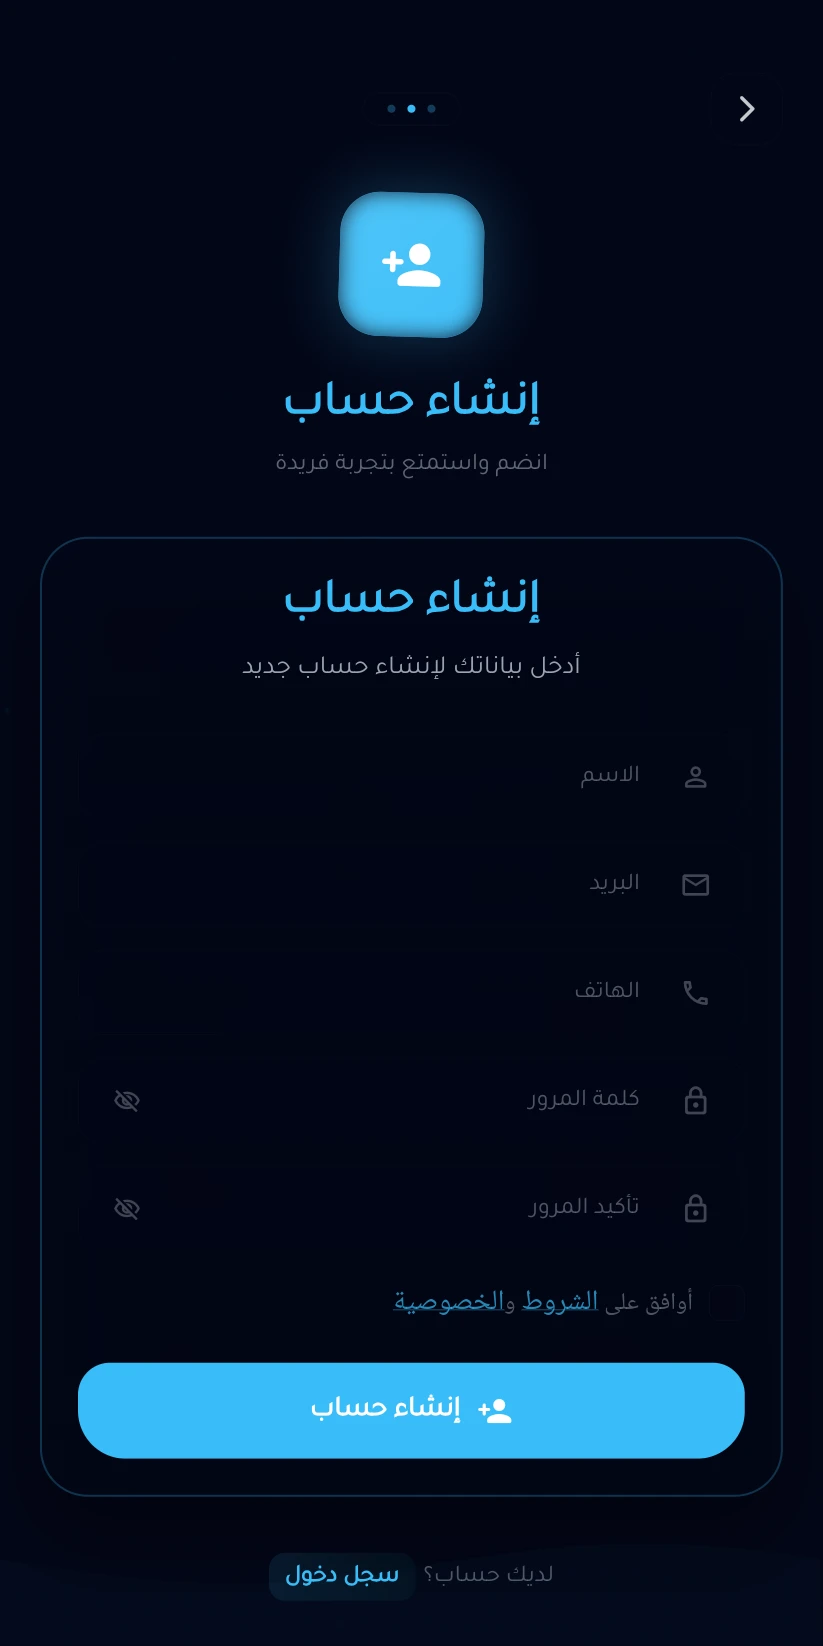 إنشاء حساب
انضم واستمتع بتجربة فريدة
إنشاء حساب
أدخل بياناتك لإنشاء حساب جديد
الاسم
البريد
الهاتف
كلمة المرور
تأكيد المرور
أوافق على الشروط والخصوصية
إنشاء حساب
لديك حساب؟ سجل دخول